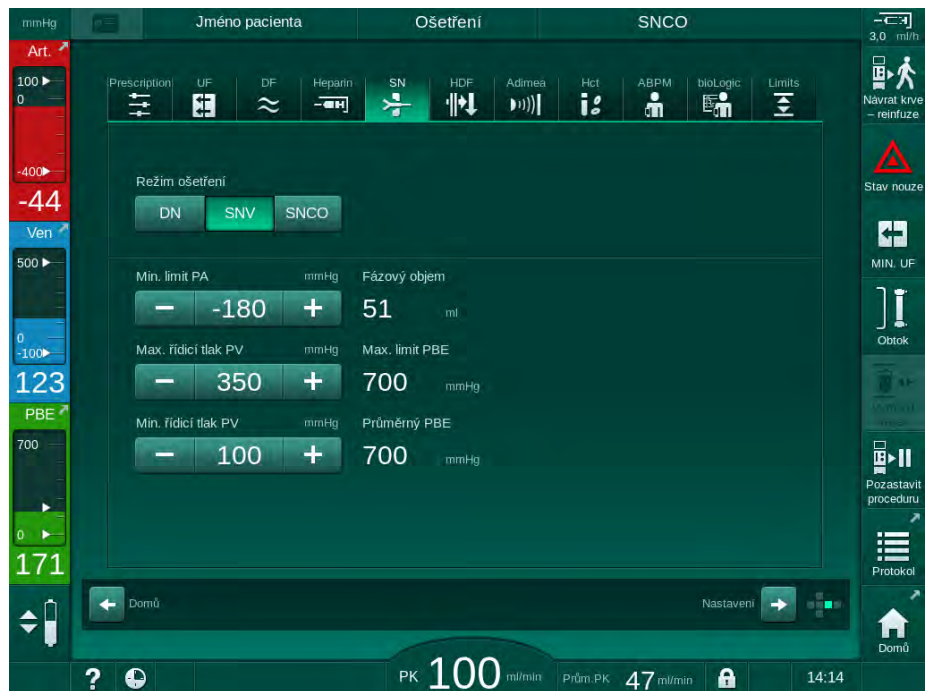 mmHg
Jméno pacienta
Ošetření
SNCO
3,0 ml/h
Art.
100
0
-400
-44
Ven
500
0
-100
123
PBE
700
0
171
Prescription
UF
DF
Heparin
SN
HDF
Adimea
Hct
ABPM
bioLogic
Limits
Režim ošetření
DN SNV SNCO
Min. limit PA mmHg Fázový objem
− -180 + 51 ml
Max. řídicí tlak PV mmHg Max. limit PBE
− 350 + 700 mmHg
Min. řídicí tlak PV mmHg Průměrný PBE
− 100 + 700 mmHg
Domů
Nastavení
Návrat krve
– reinfuze
Stav nouze
MIN. UF
Obtok
Pozastavit
proceduru
Protokol
Domů
? PK 100 ml/min Prům.PK 47 ml/min 14:14